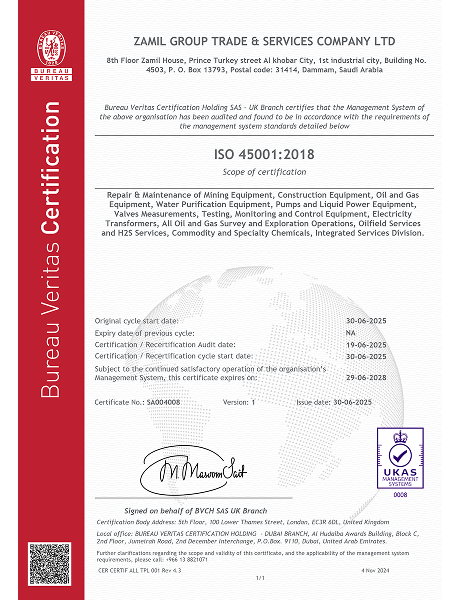 ZAMIL GROUP TRADE & SERVICES COMPANY LTD
8th Floor Zamil House, Prince Turkey street Al khobar City, 1st industrial city, Building No.
4503, P. O. Box 13793, Postal code: 31414, Dammam, Saudi Arabia
BUREAU
VERITAS
Bureau Veritas Certification
Bureau Veritas Certification Holding SAS – UK Branch certifies that the Management System of
the above organisation has been audited and found to be in accordance with the requirements of
the management system standards detailed below
ISO 45001:2018
Scope of certification
Repair & Maintenance of Mining Equipment, Construction Equipment, Oil and Gas
Equipment, Water Purification Equipment, Pumps and Liquid Power Equipment,
Valves Measurements, Testing, Monitoring and Control Equipment, Electricity
Transformers, All Oil and Gas Survey and Exploration Operations, Oilfield Services
and H2S Services, Commodity and Specialty Chemicals, Integrated Services Division.
Original cycle start date: 30-06-2025
Expiry date of previous cycle: NA
Certification / Recertification Audit date: 19-06-2025
Certification / Recertification cycle start date: 30-06-2025
Subject to the continued satisfactory operation of the organisation's
Management System, this certificate expires on: 29-06-2028
Certificate No.: SA004008 Version: 1 Issue date: 30-06-2025
UKAS
MANAGEMENT
SYSTEMS
0008
Signed on behalf of BVCH SAS UK Branch
Certification Body address: 5th Floor, 100 Lower Thames Street, London, EC3R 6DL, United Kingdom
Local office: BUREAU VERITAS CERTIFICATION HOLDING - DUBAI BRANCH, Al Hudaiba Awards Building, Block C,
2nd Floor, Jumeirah Road, 2nd December Interchange, P.O.Box. 9110, Dubai, United Arab Emirates.
Further clarifications regarding the scope and validity of this certificate, and the applicability of the management system
requirements, please call: +966 13 8821071
CER CERTIF ALL TPL 001 Rev 4.3 4 Nov 2024
1/1